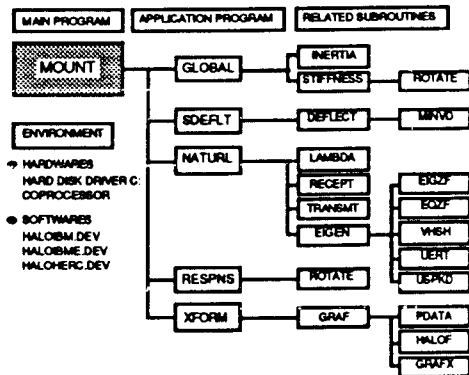 MAIN PROGRAM
APPLICATION PROGRAM
RELATED SUBROUTINES
MOUNT
GLOBAL
INERTIA
STIFFNESS
ROTATE
SDEFLT
DEFLECT
MINVD
NATURL
LAMBDA
RECEPT
TRANSMT
EIGEN
EIGZF
EQZF
VHSH
UERT
USPKD
RESPNS
ROTATE
XFORM
GRAF
PDATA
HALOF
GRAFX
ENVIRONMENT
HARDWARES
HARD DISK DRIVER C:
COPROCESSOR
SOFTWARES
HALOIBM.DEV
HALOIBME.DEV
HALOHERC.DEV